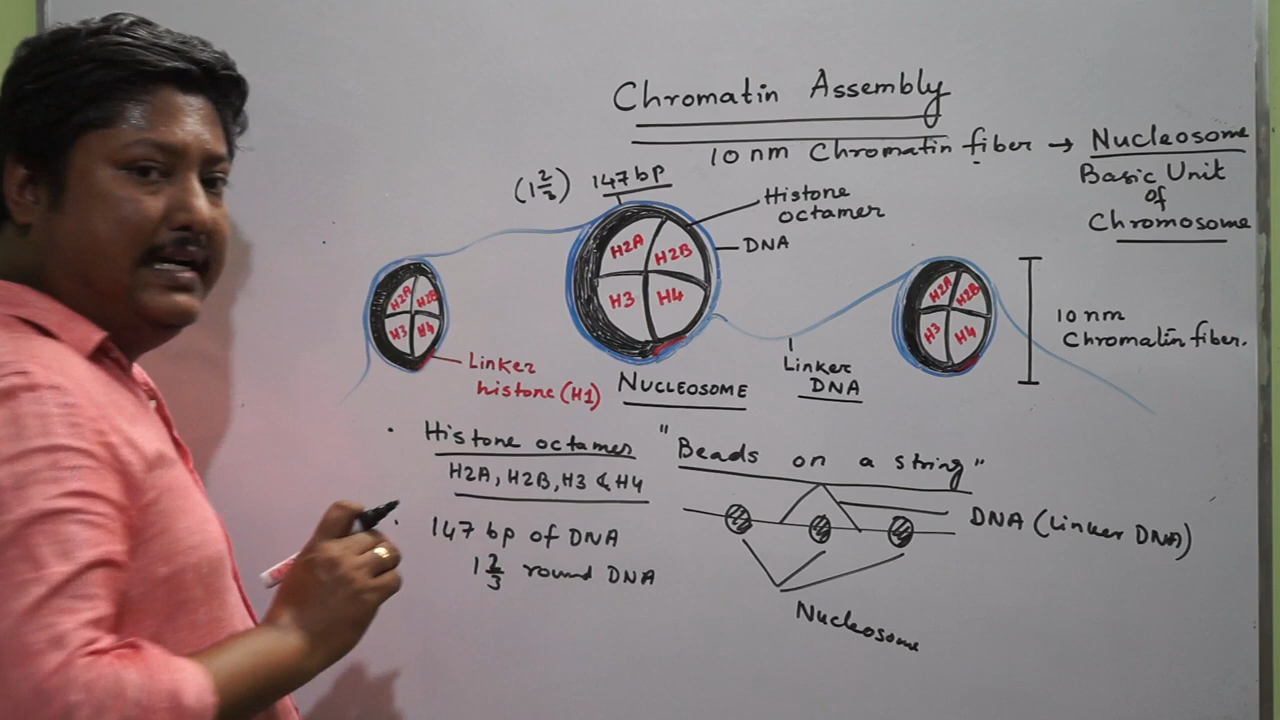 Chromatin Assembly
10 nm Chromatin fiber → Nucleosome
Basic Unit
of
Chromosome
(1 2/3) 147 bp
Histone
octamer
DNA
H2A H2B
H3 H4
H2A H2B
H3 H4
H2A H2B
H3 H4
10 nm
Chromatin fiber.
Linker
histone (H1)
NUCLEOSOME
Linker
DNA
· Histone octamer
H2A, H2B, H3 & H4
· 147 bp of DNA
1 2/3 round DNA
"Beads on a string"
DNA (Linker DNA)
Nucleosome